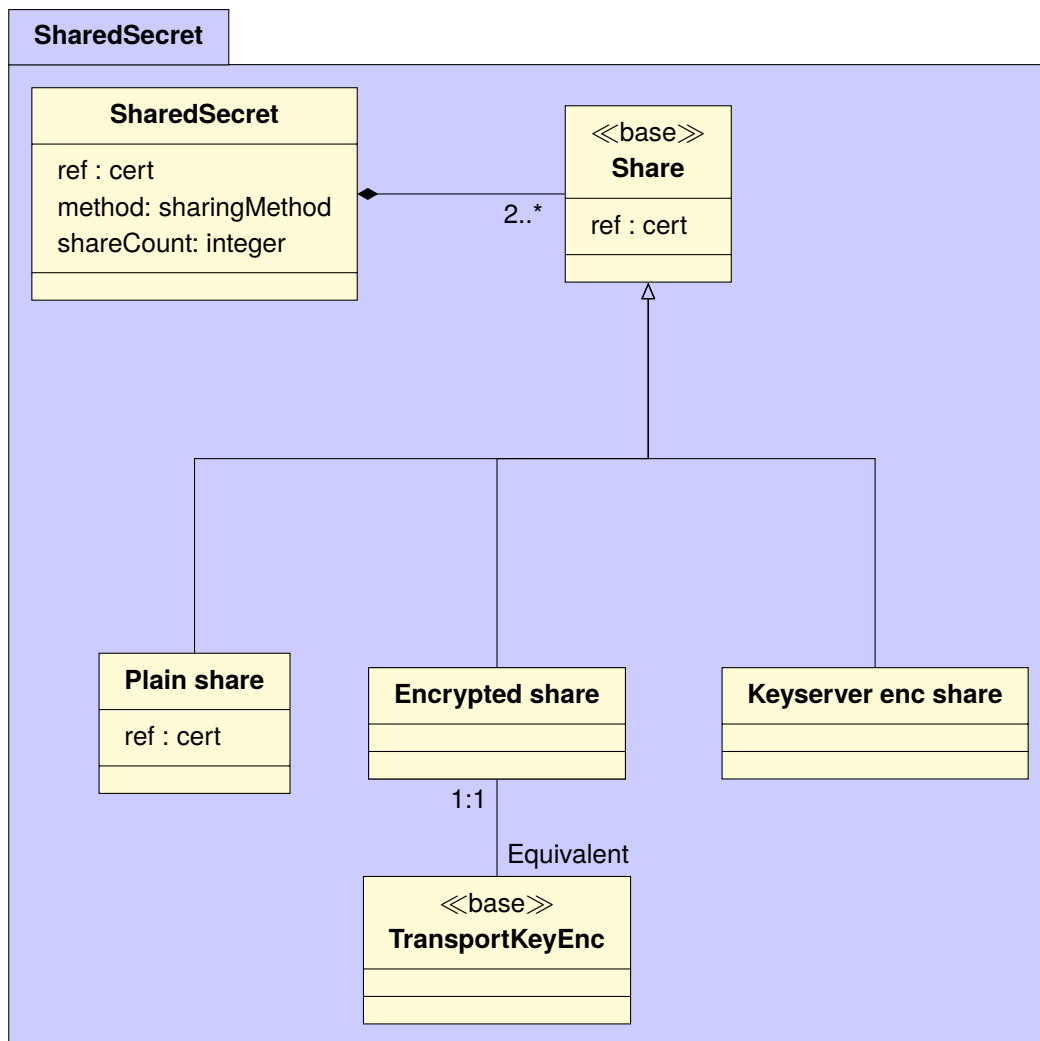 SharedSecret
SharedSecret
ref : cert
method: sharingMethod
shareCount: integer
≪base≫
Share
ref : cert
2..*
Plain share
ref : cert
Encrypted share
Keyserver enc share
1:1
Equivalent
≪base≫
TransportKeyEnc